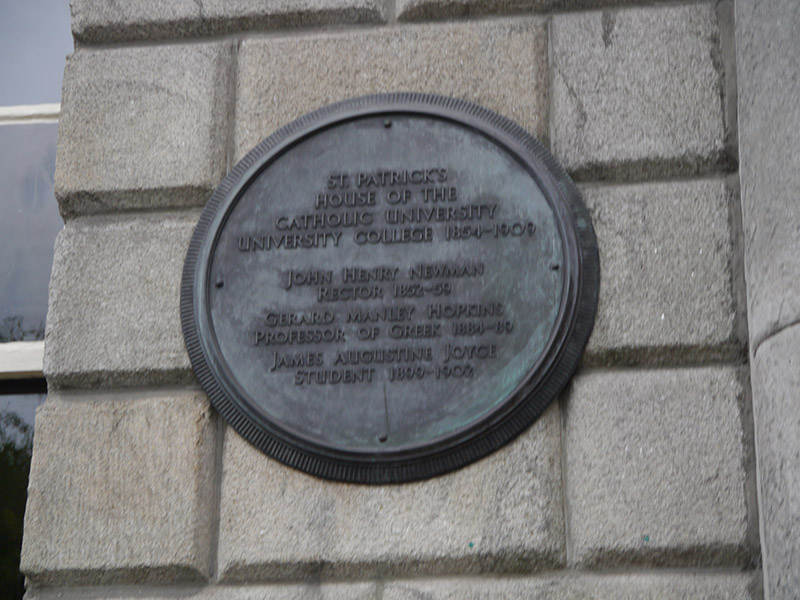 ST. PATRICK'S
HOUSE OF THE
CATHOLIC UNIVERSITY
UNIVERSITY COLLEGE 1854-1909
JOHN HENRY NEWMAN
RECTOR 1852-59
GERARD MANLEY HOPKINS
PROFESSOR OF GREEK 1884-89
JAMES AUGUSTINE JOYCE
STUDENT 1899-1902